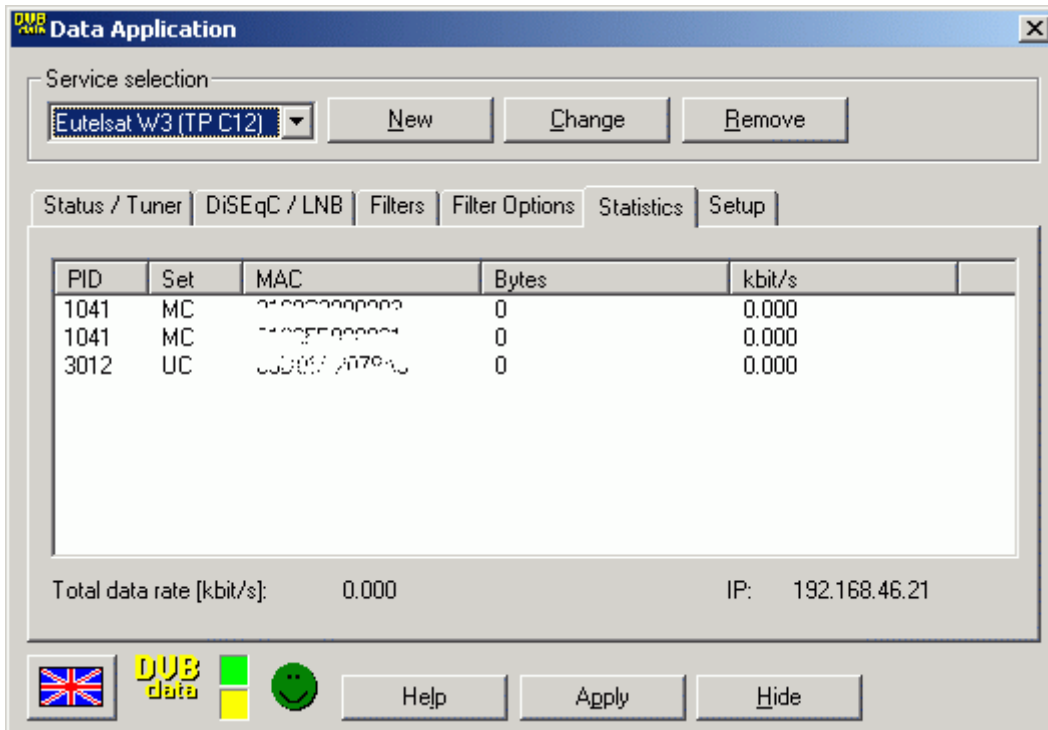 DVB data Data Application
Service selection
Eutelsat W3 (TP C12) New Change Remove
Status / Tuner DiSEqC / LNB Filters Filter Options Statistics Setup
PID Set MAC Bytes kbit/s
1041 MC 0 0.000
1041 MC 0 0.000
3012 UC 0 0.000
Total data rate [kbit/s]: 0.000 IP: 192.168.46.21
DVB
data
Help Apply Hide